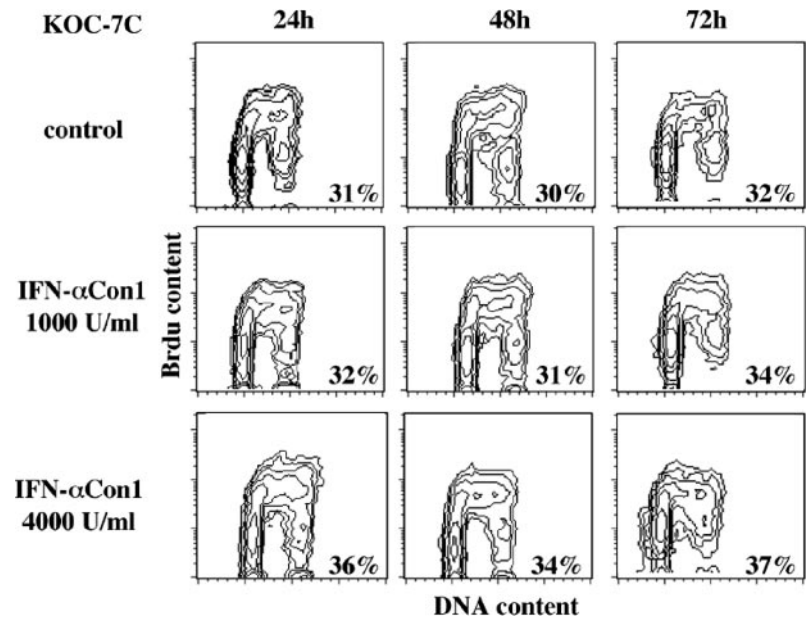 KOC-7C 24h 48h 72h
control
31% 30% 32%
IFN-αCon1
1000 U/ml
32% 31% 34%
IFN-αCon1
4000 U/ml
36% 34% 37%
Brdu content
DNA content